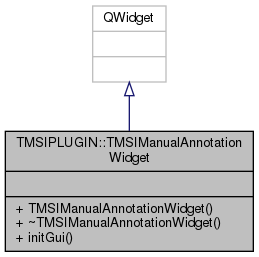 QWidget
TMSIPLUGIN::TMSIManualAnnotation
Widget
+ TMSIManualAnnotationWidget()
+ ~TMSIManualAnnotationWidget()
+ initGui()